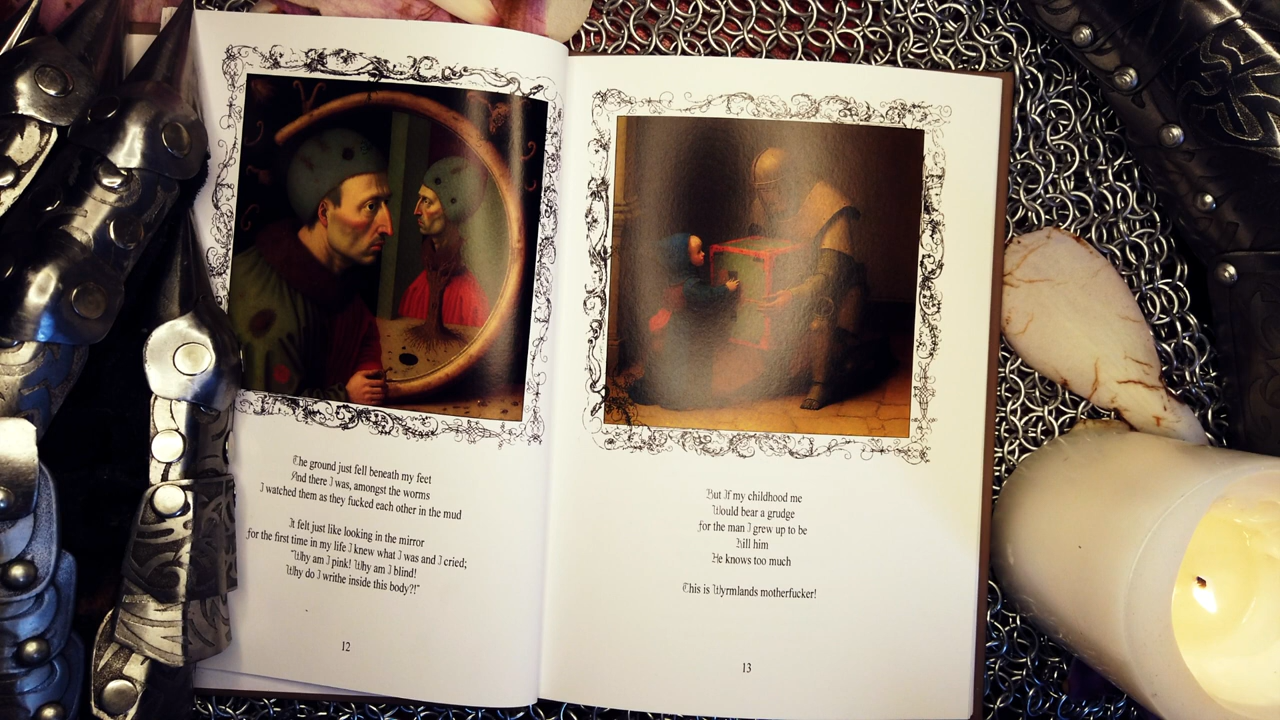 The ground just fell beneath my feet
And there I was, amongst the worms
I watched them as they fucked each other in the mud
It felt just like looking in the mirror
for the first time in my life I knew what I was and I cried;
"Why am I pink! Why am I blind!
Why do I writhe inside this body?!"
12
But If my childhood me
Would bear a grudge
for the man I grew up to be
Kill him
He knows too much
This is Wyrmlands motherfucker!
13